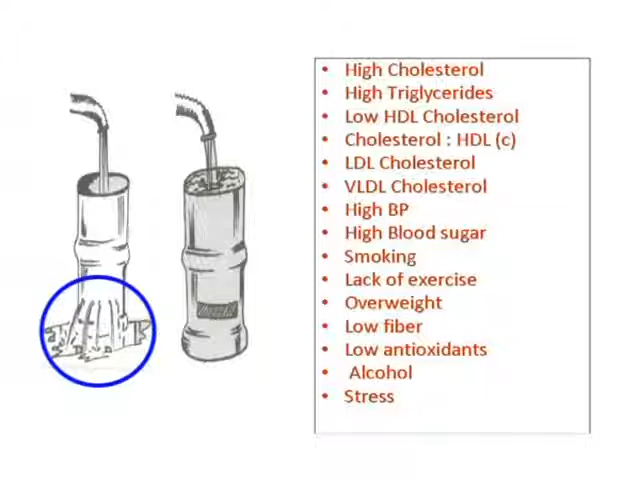 • High Cholesterol
• High Triglycerides
• Low HDL Cholesterol
• Cholesterol : HDL (c)
• LDL Cholesterol
• VLDL Cholesterol
• High BP
• High Blood sugar
• Smoking
• Lack of exercise
• Overweight
• Low fiber
• Low antioxidants
• Alcohol
• Stress